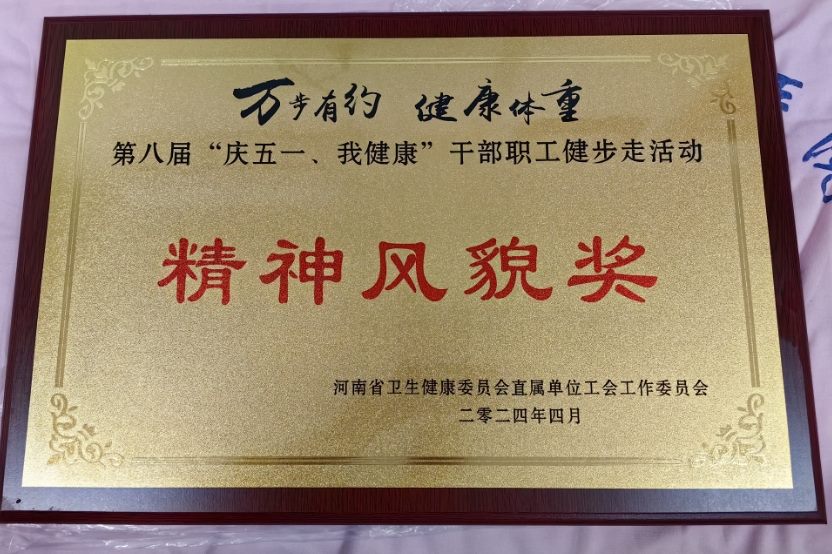 万步有约 健康体重
第八届“庆五一、我健康”干部职工健步走活动
精神风貌奖
河南省卫生健康委员会直属单位工会工作委员会
二零二四年四月